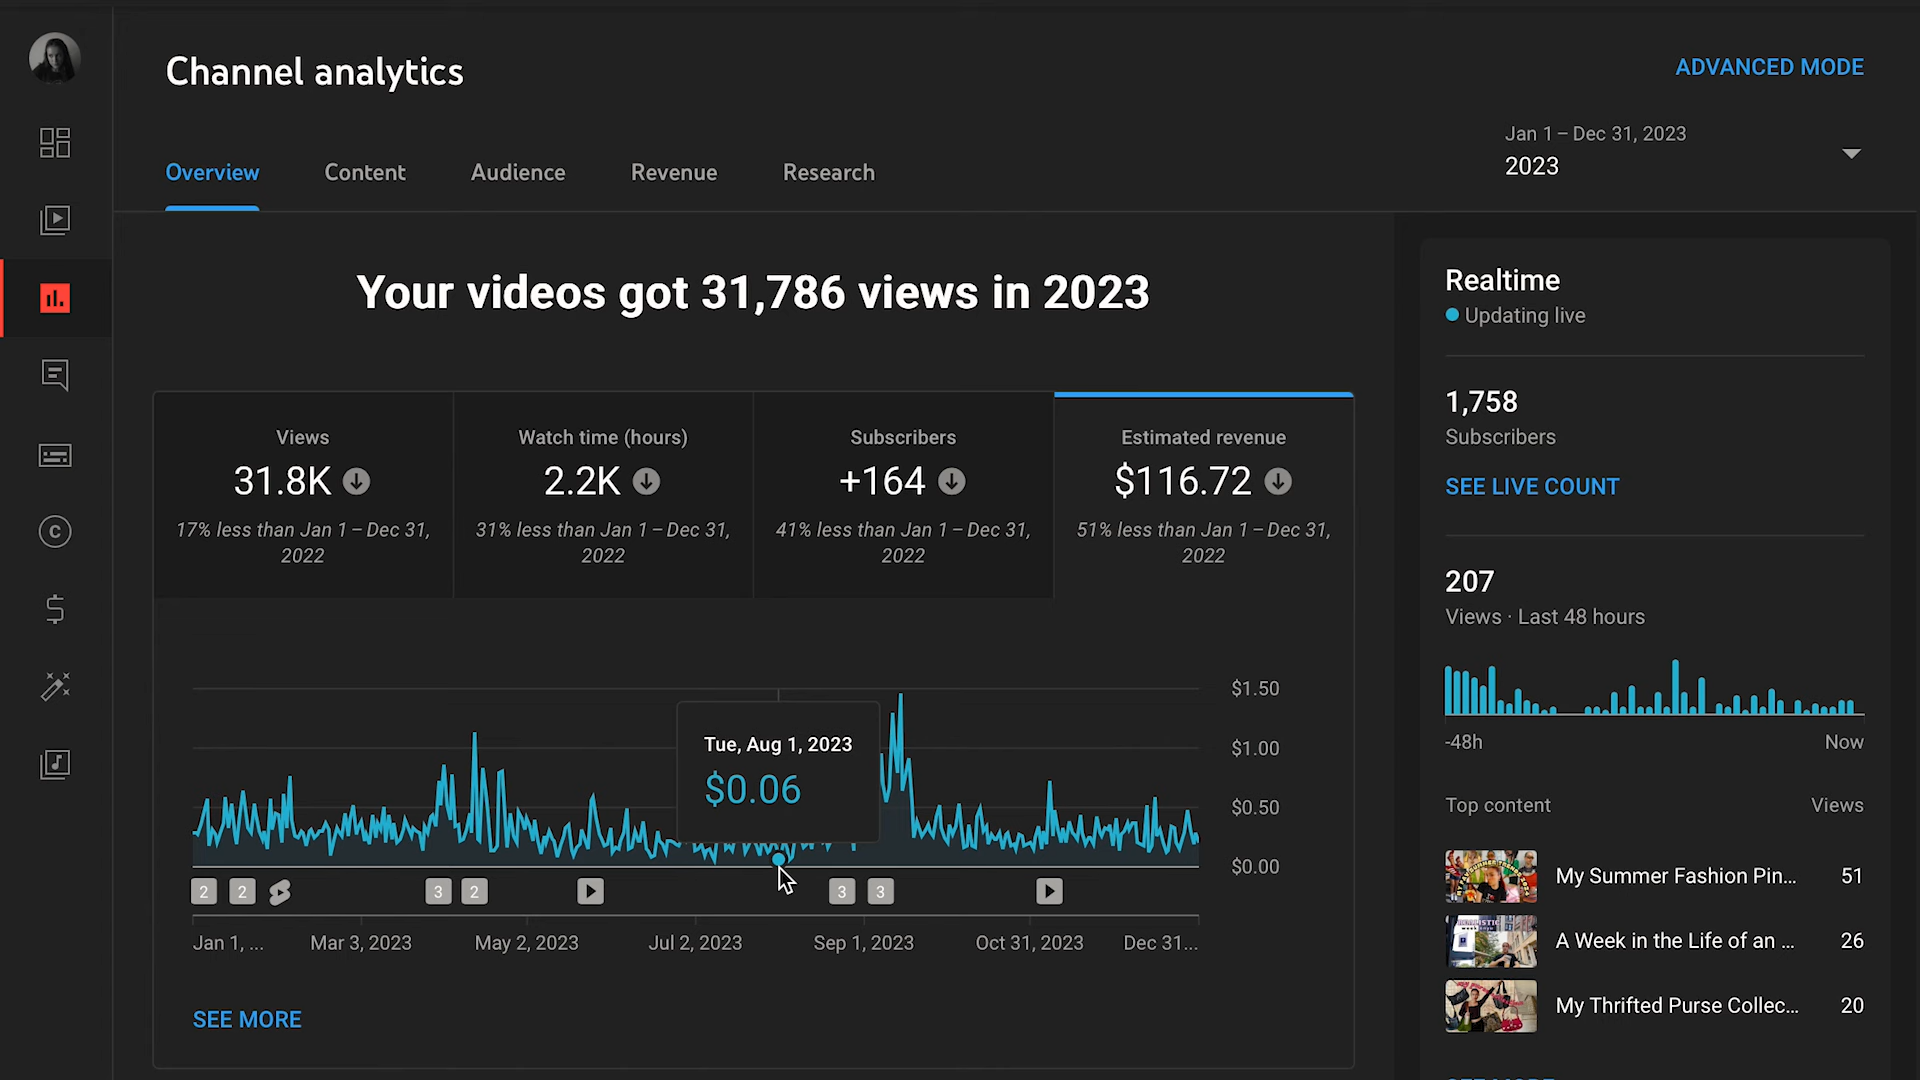 Channel analytics
ADVANCED MODE
Jan 1 – Dec 31, 2023
2023
Overview
Content
Audience
Revenue
Research
Your videos got 31,786 views in 2023
Views
31.8K
17% less than Jan 1 – Dec 31,
2022
Watch time (hours)
2.2K
31% less than Jan 1 – Dec 31,
2022
Subscribers
+164
41% less than Jan 1 – Dec 31,
2022
Estimated revenue
$116.72
51% less than Jan 1 – Dec 31,
2022
$1.50
$1.00
$0.50
$0.00
Tue, Aug 1, 2023
$0.06
2
2
3
2
3
3
Jan 1, ...
Mar 3, 2023
May 2, 2023
Jul 2, 2023
Sep 1, 2023
Oct 31, 2023
Dec 31...
SEE MORE
Realtime
Updating live
1,758
Subscribers
SEE LIVE COUNT
207
Views · Last 48 hours
-48h
Now
Top content
Views
My Summer Fashion Pin...
51
A Week in the Life of an ...
26
My Thrifted Purse Collec...
20